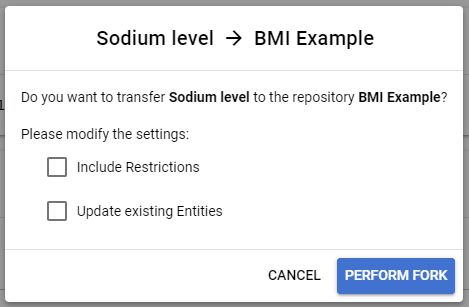 Sodium level → BMI Example
Do you want to transfer Sodium level to the repository BMI Example?
Please modify the settings:
Include Restrictions
Update existing Entities
CANCEL PERFORM FORK